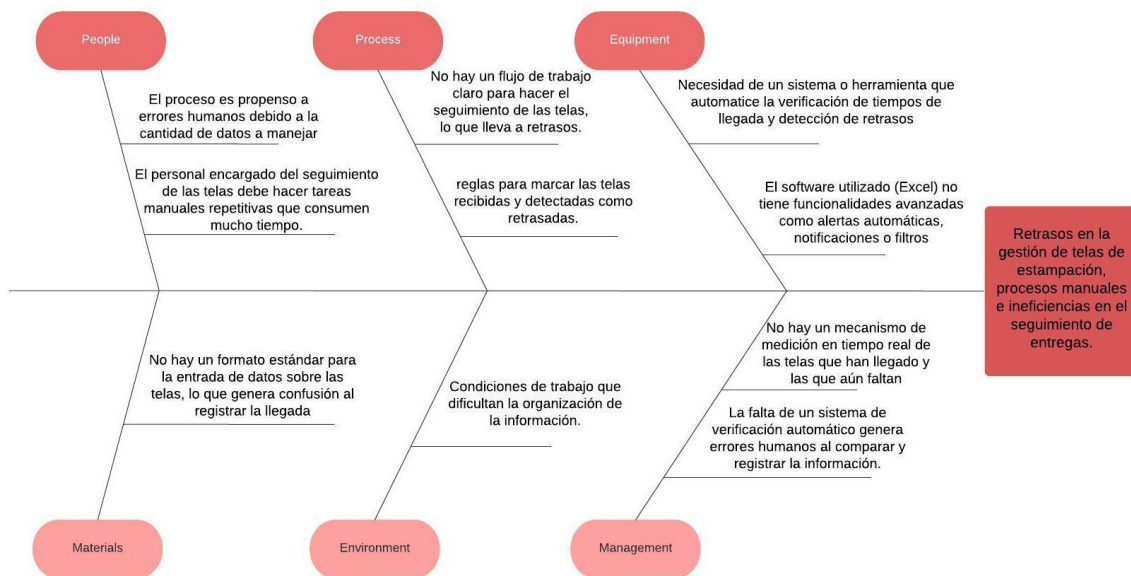 People
Process
Equipment
El proceso es propenso a
errores humanos debido a la
cantidad de datos a manejar
El personal encargado del seguimiento
de las telas debe hacer tareas
manuales repetitivas que consumen
mucho tiempo.
No hay un flujo de trabajo
claro para hacer el
seguimiento de las telas,
lo que lleva a retrasos.
reglas para marcar las telas
recibidas y detectadas como
retrasadas.
Necesidad de un sistema o herramienta que
automatice la verificación de tiempos de
llegada y detección de retrasos
El software utilizado (Excel) no
tiene funcionalidades avanzadas
como alertas automáticas,
notificaciones o filtros
Retrasos en la
gestión de telas de
estampación,
procesos manuales
e ineficiencias en el
seguimiento de
entregas.
No hay un formato estándar para
la entrada de datos sobre las
telas, lo que genera confusión al
registrar la llegada
Condiciones de trabajo que
dificultan la organización de
la información.
No hay un mecanismo de
medición en tiempo real de
las telas que han llegado y
las que aún faltan
La falta de un sistema de
verificación automático genera
errores humanos al comparar y
registrar la información.
Materials
Environment
Management